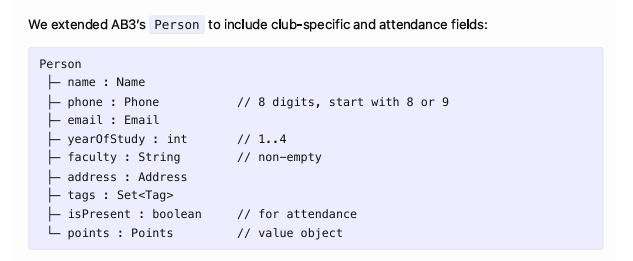 We extended AB3’s Person to include club-specific and attendance fields:
Person
├─ name : Name
├─ phone : Phone // 8 digits, start with 8 or 9
├─ email : Email
├─ yearOfStudy : int // 1..4
├─ faculty : String // non-empty
├─ address : Address
├─ tags : Set<Tag>
├─ isPresent : boolean // for attendance
└─ points : Points // value object